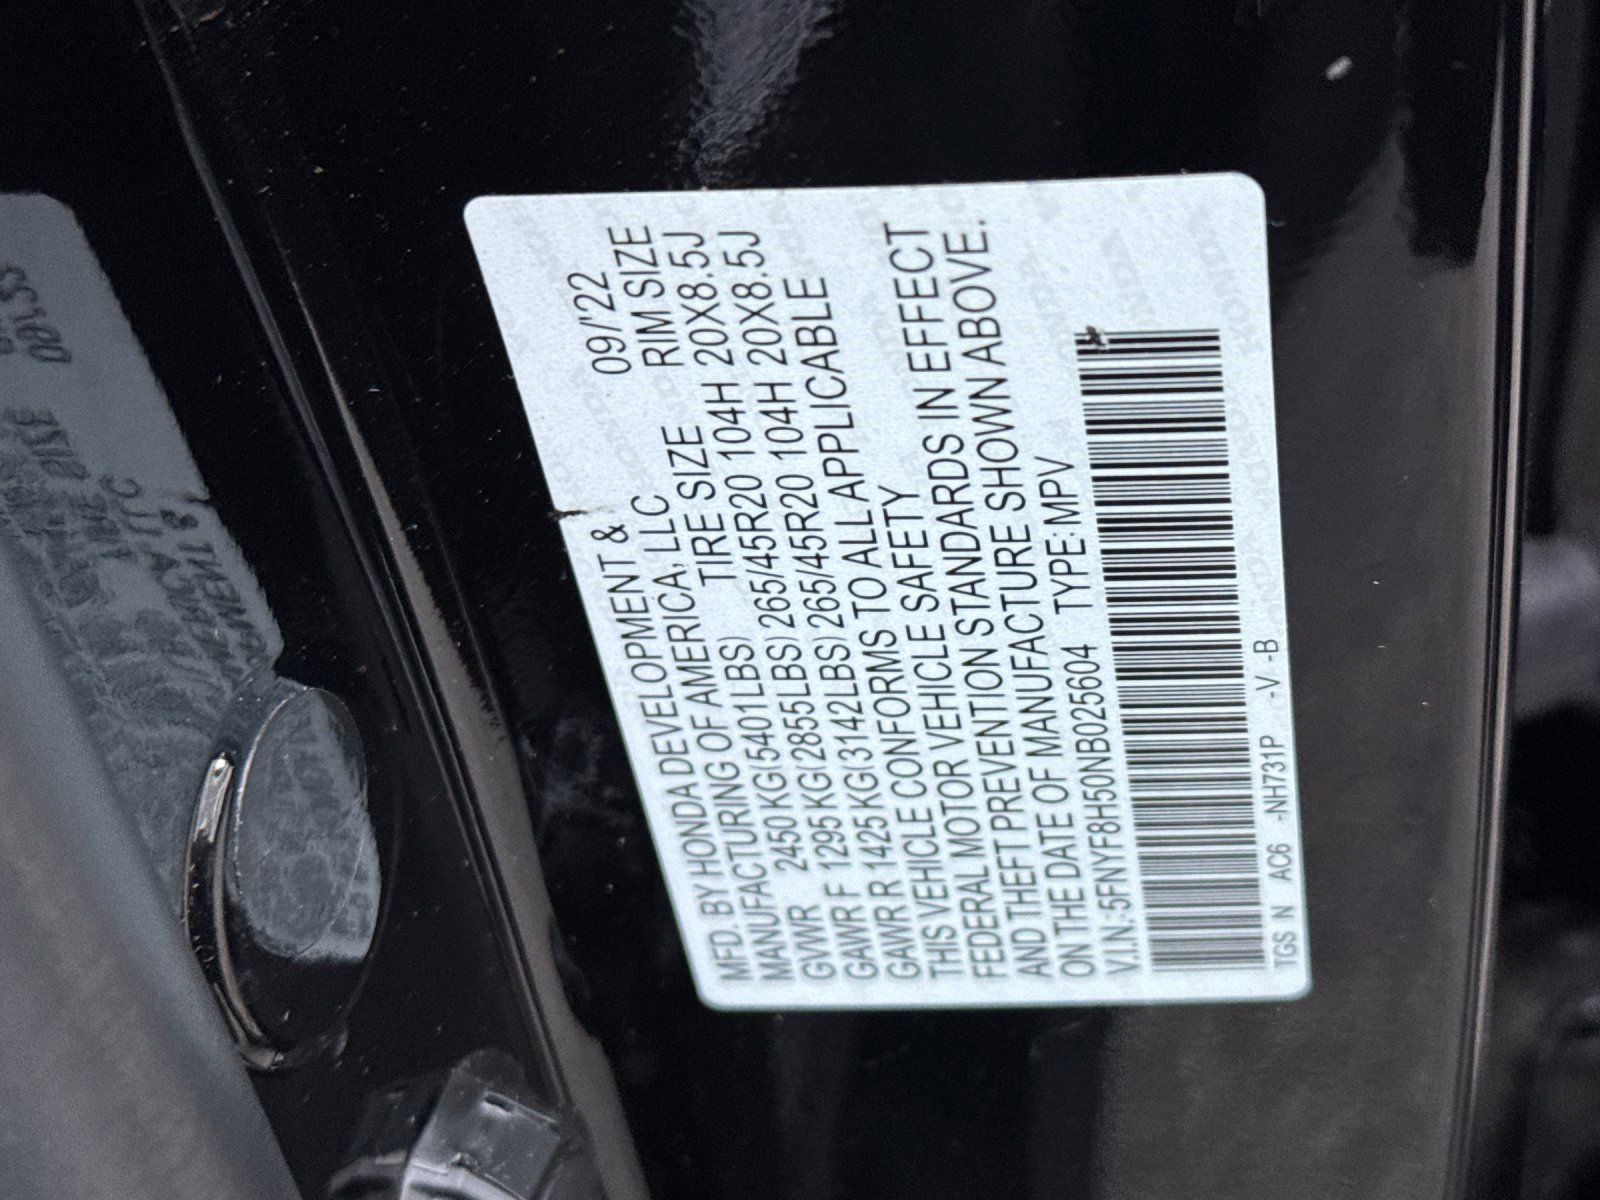 MFD. BY HONDA DEVELOPMENT & 09/'22
MANUFACTURING OF AMERICA, LLC RIM SIZE
GVWR 2450 KG(5401LBS) TIRE SIZE
GAWR F 1295 KG(2855LBS) 265/45R20 104H 20X8.5J
GAWR R 1425 KG(3142LBS) 265/45R20 104H 20X8.5J
THIS VEHICLE CONFORMS TO ALL APPLICABLE
FEDERAL MOTOR VEHICLE SAFETY
AND THEFT PREVENTION STANDARDS IN EFFECT
ON THE DATE OF MANUFACTURE SHOWN ABOVE.
V.I.N.:5FNYF8H50NB025604 TYPE:MPV
TGS N AC6 -NH731P -V -B